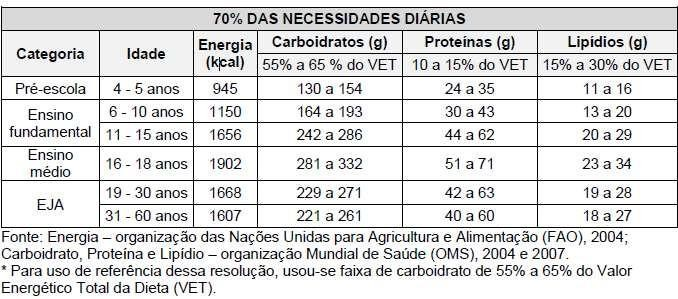 70% DAS NECESSIDADES DIÁRIAS
Categoria Idade Energia (kcal) Carboidratos (g) Proteínas (g) Lipídios (g)
55% a 65 % do VET 10 a 15% do VET 15% a 30% do VET
Pré-escola 4 - 5 anos 945 130 a 154 24 a 35 11 a 16
Ensino fundamental 6 - 10 anos 1150 164 a 193 30 a 43 13 a 20
11 - 15 anos 1656 242 a 286 44 a 62 20 a 29
Ensino médio 16 - 18 anos 1902 281 a 332 51 a 71 23 a 34
EJA 19 - 30 anos 1668 229 a 271 42 a 63 19 a 28
31 - 60 anos 1607 221 a 261 40 a 60 18 a 27
Fonte: Energia – organização das Nações Unidas para Agricultura e Alimentação (FAO), 2004;
Carboidrato, Proteína e Lipídio – organização Mundial de Saúde (OMS), 2004 e 2007.
* Para uso de referência dessa resolução, usou-se faixa de carboidrato de 55% a 65% do Valor
Energético Total da Dieta (VET).